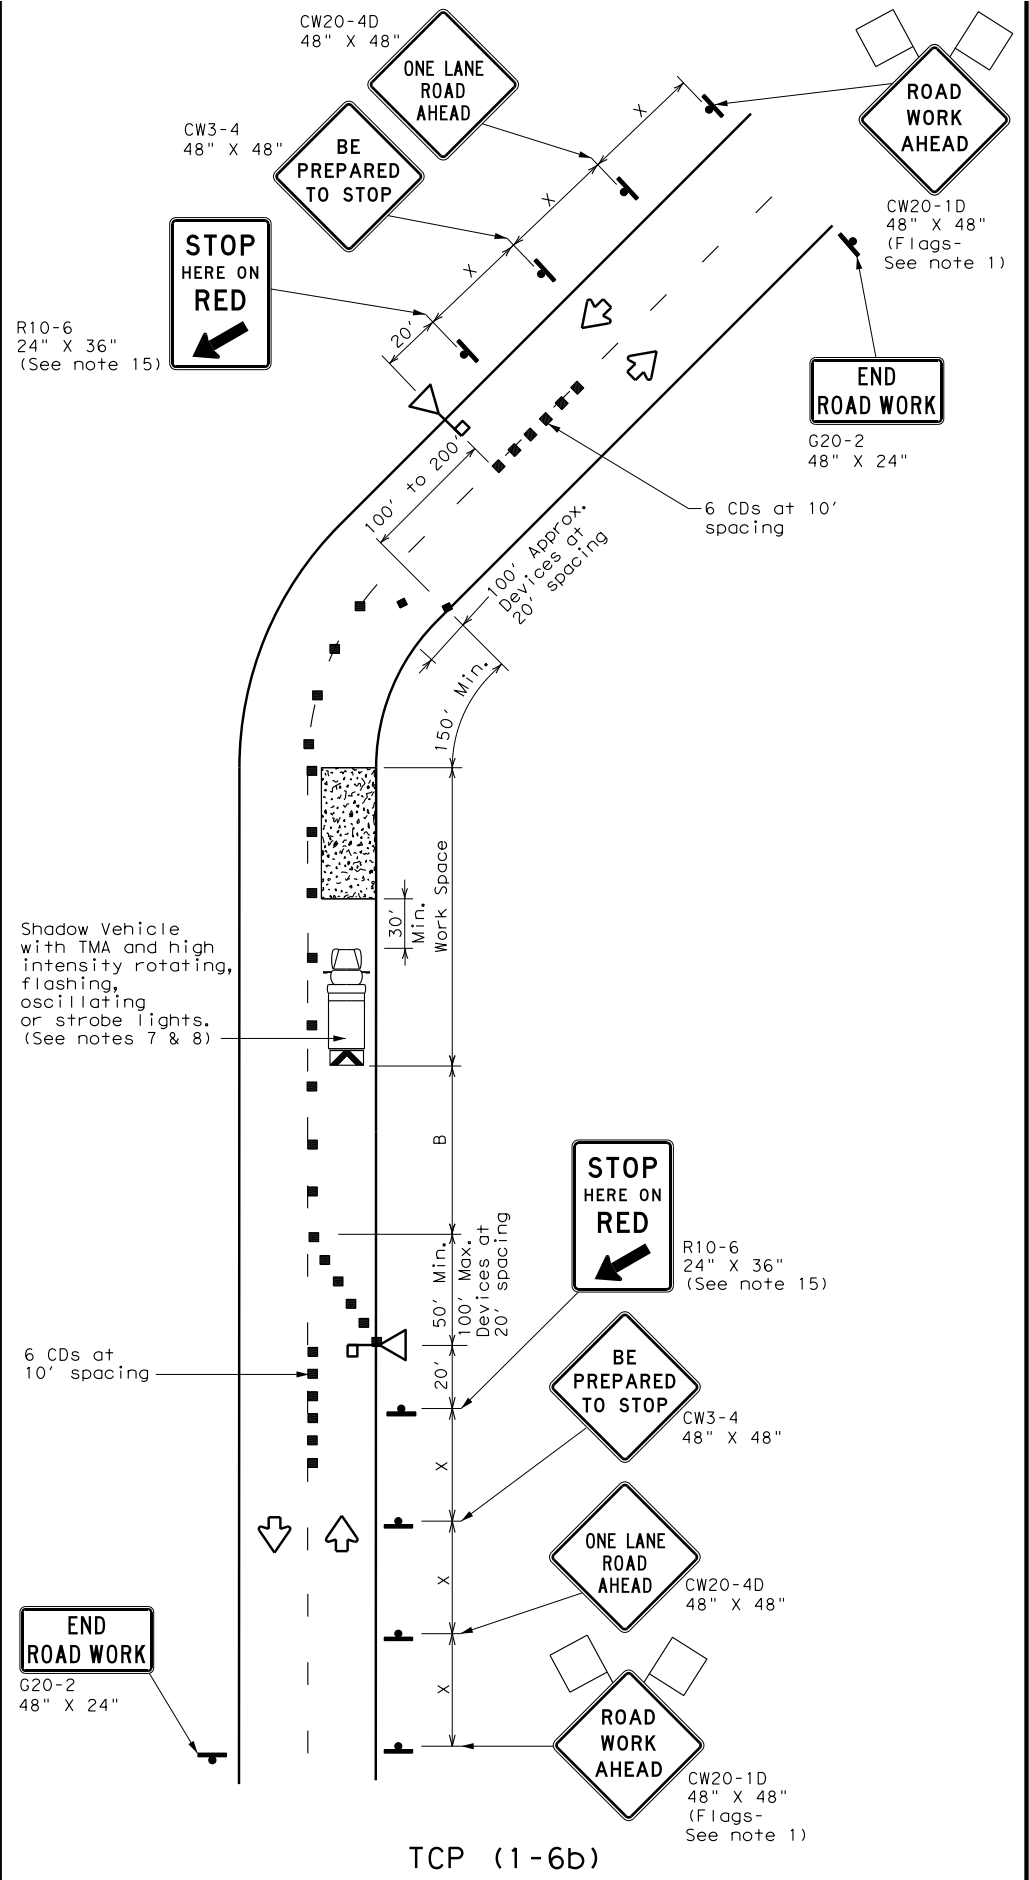 CW20-4D
48" X 48"
ONE LANE
ROAD
AHEAD
CW3-4
48" X 48"
BE
PREPARED
TO STOP
ROAD
WORK
AHEAD
CW20-1D
48" X 48"
(Flags-
See note 1)
STOP
HERE ON
RED
R10-6
24" X 36"
(See note 15)
X
X
X
20'
END
ROAD WORK
G20-2
48" X 24"
100' to 200'
6 CDs at 10'
spacing
100' Approx.
Devices at
20' spacing
150' Min.
Work Space
30'
Min.
Shadow Vehicle
with TMA and high
intensity rotating,
flashing,
oscillating
or strobe lights.
(See notes 7 & 8)
B
50' Min.
100' Max.
Devices at
20' spacing
STOP
HERE ON
RED
R10-6
24" X 36"
(See note 15)
20'
6 CDs at
10' spacing
BE
PREPARED
TO STOP
CW3-4
48" X 48"
X
ONE LANE
ROAD
AHEAD
CW20-4D
48" X 48"
X
END
ROAD WORK
G20-2
48" X 24"
X
ROAD
WORK
AHEAD
CW20-1D
48" X 48"
(Flags-
See note 1)
TCP (1-6b)